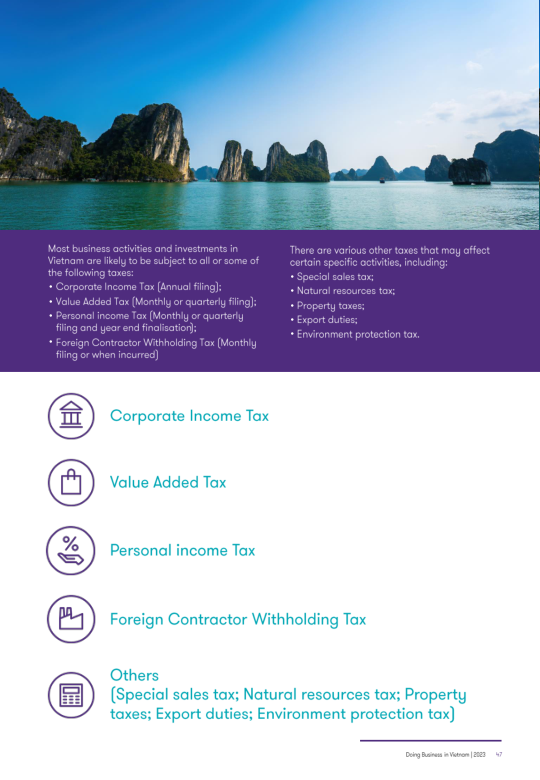 Most business activities and investments in
Vietnam are likely to be subject to all or some of
the following taxes:
• Corporate Income Tax (Annual filing);
• Value Added Tax (Monthly or quarterly filing);
• Personal income Tax (Monthly or quarterly
filing and year end finalisation);
• Foreign Contractor Withholding Tax (Monthly
filing or when incurred)
There are various other taxes that may affect
certain specific activities, including:
• Special sales tax;
• Natural resources tax;
• Property taxes;
• Export duties;
• Environment protection tax.
Corporate Income Tax
Value Added Tax
Personal income Tax
Foreign Contractor Withholding Tax
Others
(Special sales tax; Natural resources tax; Property
taxes; Export duties; Environment protection tax)
Doing Business in Vietnam | 2023 47